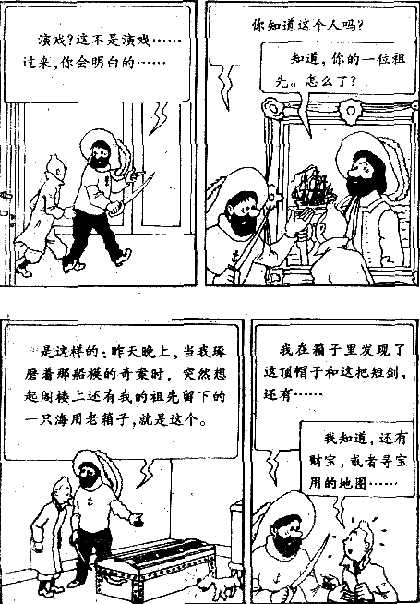 演戏?这不是演戏……
过来,你会明白的……
你知道这个人吗?
知道,你的一位祖
先。怎么了?
是这样的:昨天晚上,当我琢
磨着那船模的奇案时,突然想
起阁楼上还有我的祖先留下的
一只海用老箱子,就是这个。
我在箱子里发现了
这顶帽子和这把短剑,
还有……
我知道,还有
财宝,或者寻宝
用的地图……